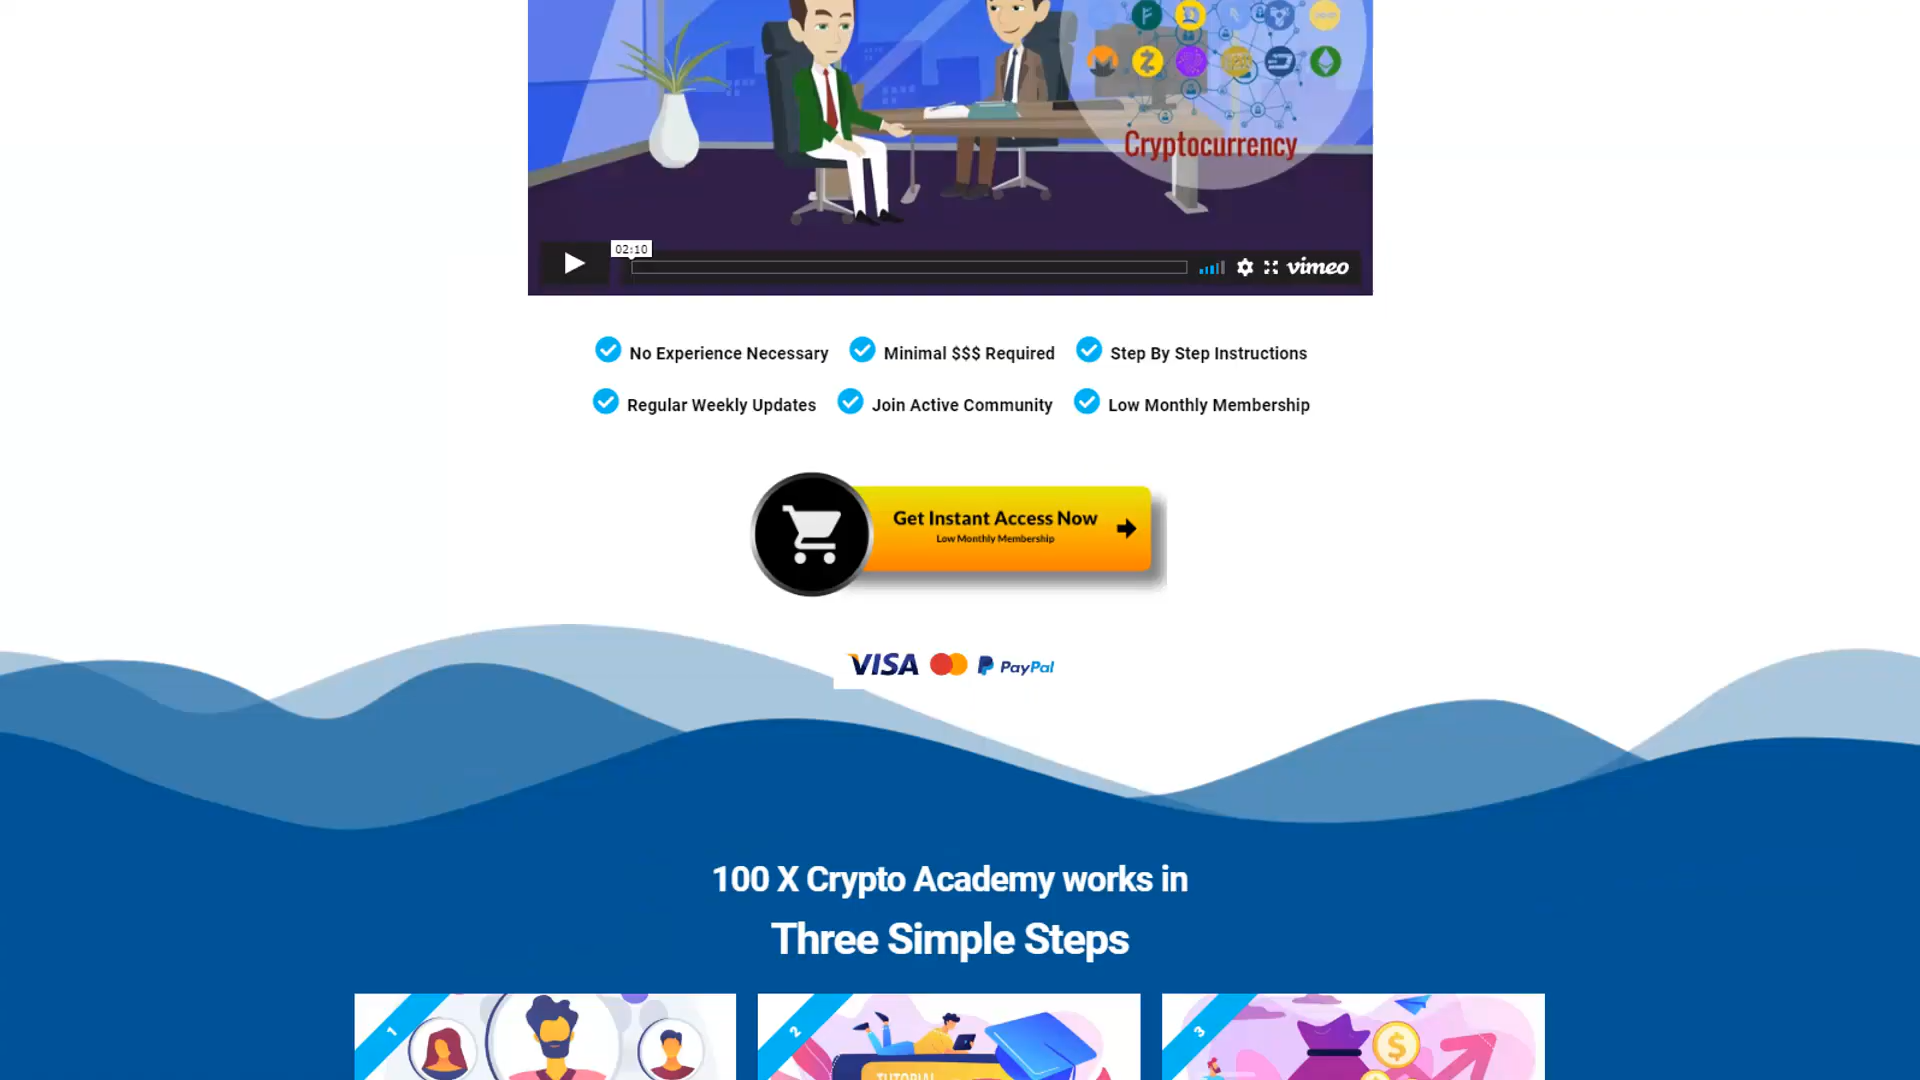 Cryptocurrency
02:10
vimeo
No Experience Necessary
Minimal $$$ Required
Step By Step Instructions
Regular Weekly Updates
Join Active Community
Low Monthly Membership
Get Instant Access Now
Low Monthly Membership
VISA PayPal
100 X Crypto Academy works in
Three Simple Steps
1
2
3
TUTORIAL